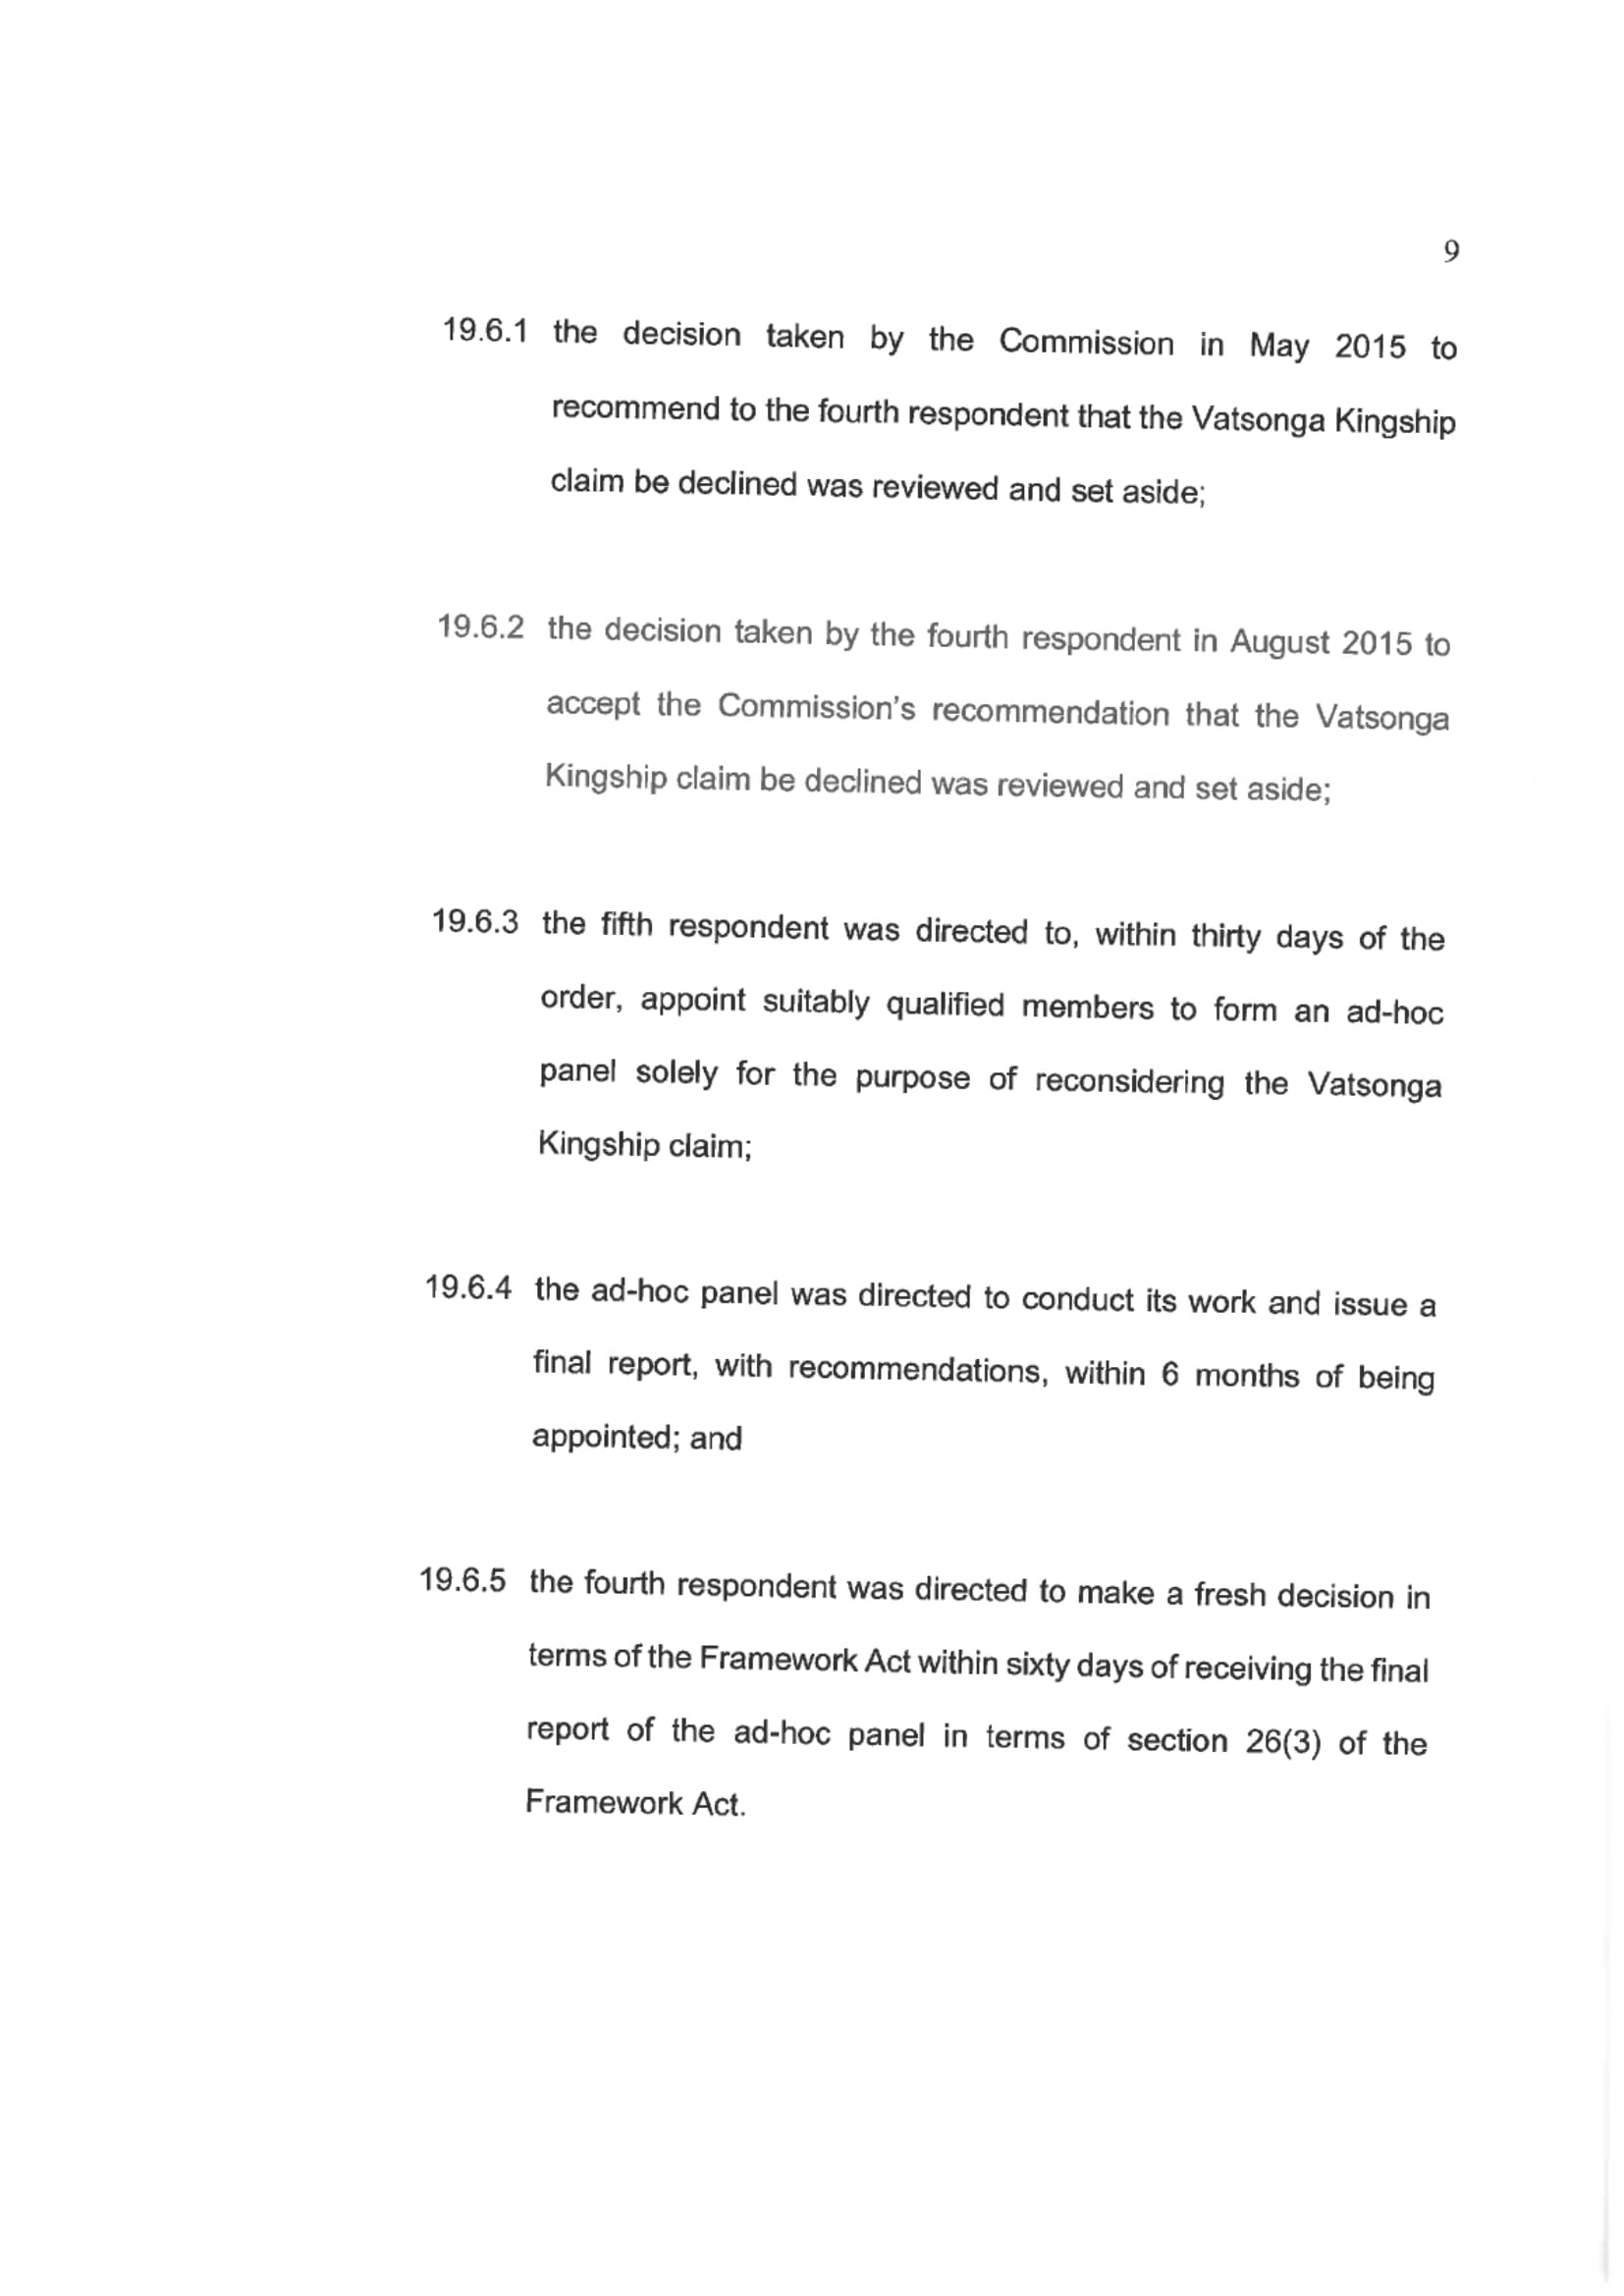 9
19.6.1 the decision taken by the Commission in May 2015 to
recommend to the fourth respondent that the Vatsonga Kingship
claim be declined was reviewed and set aside;
19.6.2 the decision taken by the fourth respondent in August 2015 to
accept the Commission's recommendation that the Vatsonga
Kingship claim be declined was reviewed and set aside;
19.6.3 the fifth respondent was directed to, within thirty days of the
order, appoint suitably qualified members to form an ad-hoc
panel solely for the purpose of reconsidering the Vatsonga
Kingship claim;
19.6.4 the ad-hoc panel was directed to conduct its work and issue a
final report, with recommendations, within 6 months of being
appointed; and
19.6.5 the fourth respondent was directed to make a fresh decision in
terms of the Framework Act within sixty days of receiving the final
report of the ad-hoc panel in terms of section 26(3) of the
Framework Act.